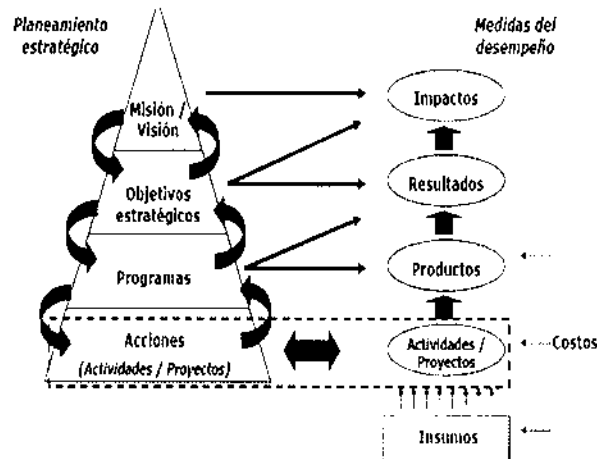 Planeamiento
estratégico
Medidas del
desempeño
Misión /
Visión
Impactos
Objetivos
estratégicos
Resultados
Programas
Productos
Acciones
(Actividades / Proyectos)
Actividades /
Proyectos
Costos
Insumos